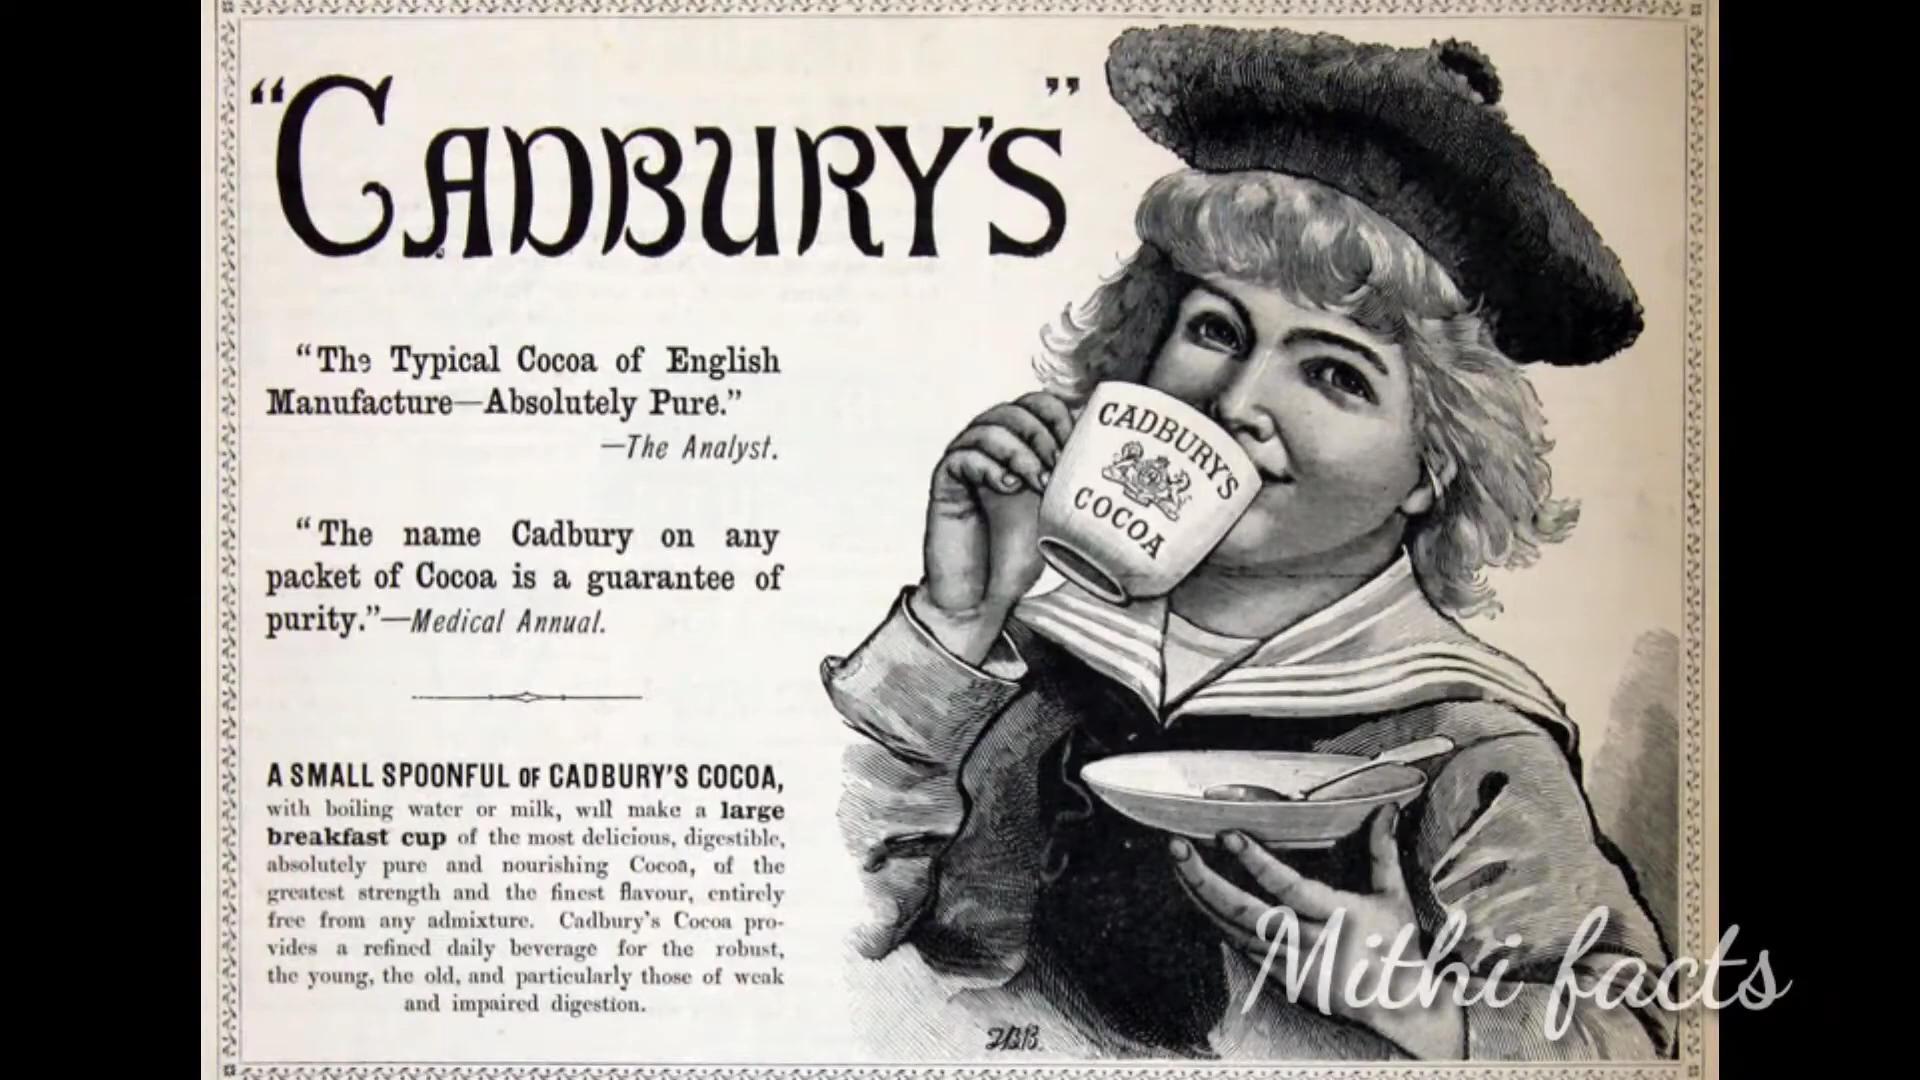 "CADBURY'S"
"The Typical Cocoa of English
Manufacture—Absolutely Pure."
—The Analyst.
"The name Cadbury on any
packet of Cocoa is a guarantee of
purity."—Medical Annual.
A SMALL SPOONFUL OF CADBURY'S COCOA,
with boiling water or milk, will make a large
breakfast cup of the most delicious, digestible,
absolutely pure and nourishing Cocoa, of the
greatest strength and the finest flavour, entirely
free from any admixture. Cadbury's Cocoa pro-
vides a refined daily beverage for the robust,
the young, the old, and particularly those of weak
and impaired digestion.
CADBURY'S
COCOA
Mithi facts